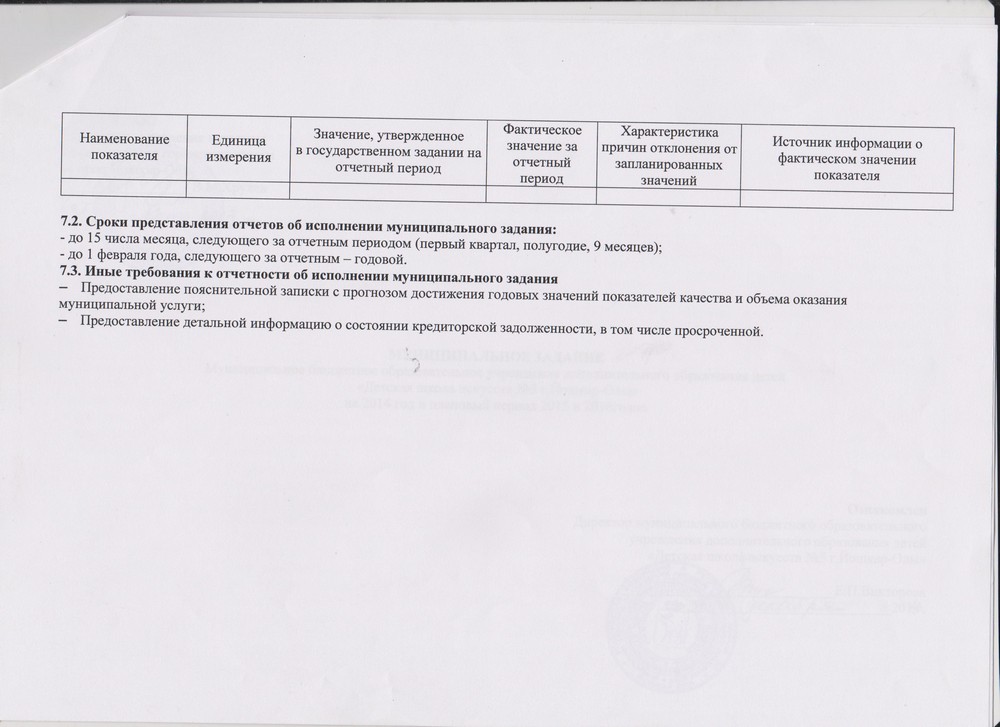 Наименование показателя
Единица измерения
Значение, утвержденное в государственном задании на отчетный период
Фактическое значение за отчетный период
Характеристика причин отклонения от запланированных значений
Источник информации о фактическом значении показателя
7.2. Сроки представления отчетов об исполнении муниципального задания:
- до 15 числа месяца, следующего за отчетным периодом (первый квартал, полугодие, 9 месяцев);
- до 1 февраля года, следующего за отчетным – годовой.
7.3. Иные требования к отчетности об исполнении муниципального задания
– Предоставление пояснительной записки с прогнозом достижения годовых значений показателей качества и объема оказания
муниципальной услуги;
– Предоставление детальной информацию о состоянии кредиторской задолженности, в том числе просроченной.